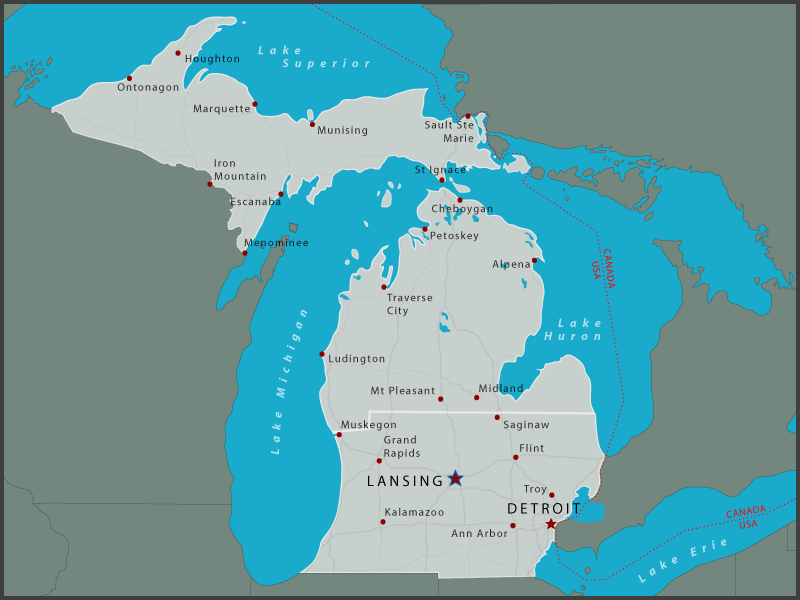 Lake
Superior
Houghton
Ontonagon
Marquette
Munising
Sault Ste
Marie
Iron
Mountain
St Ignace
Escanaba
Cheboygan
Menominee
Petoskey
Alpena
CANADA
USA
Traverse
City
Lake Michigan
Lake
Huron
Ludington
Mt Pleasant
Midland
Muskegon
Saginaw
Grand
Rapids
Flint
LANSING
Troy
Kalamazoo
DETROIT
Ann Arbor
CANADA
USA
Lake Erie